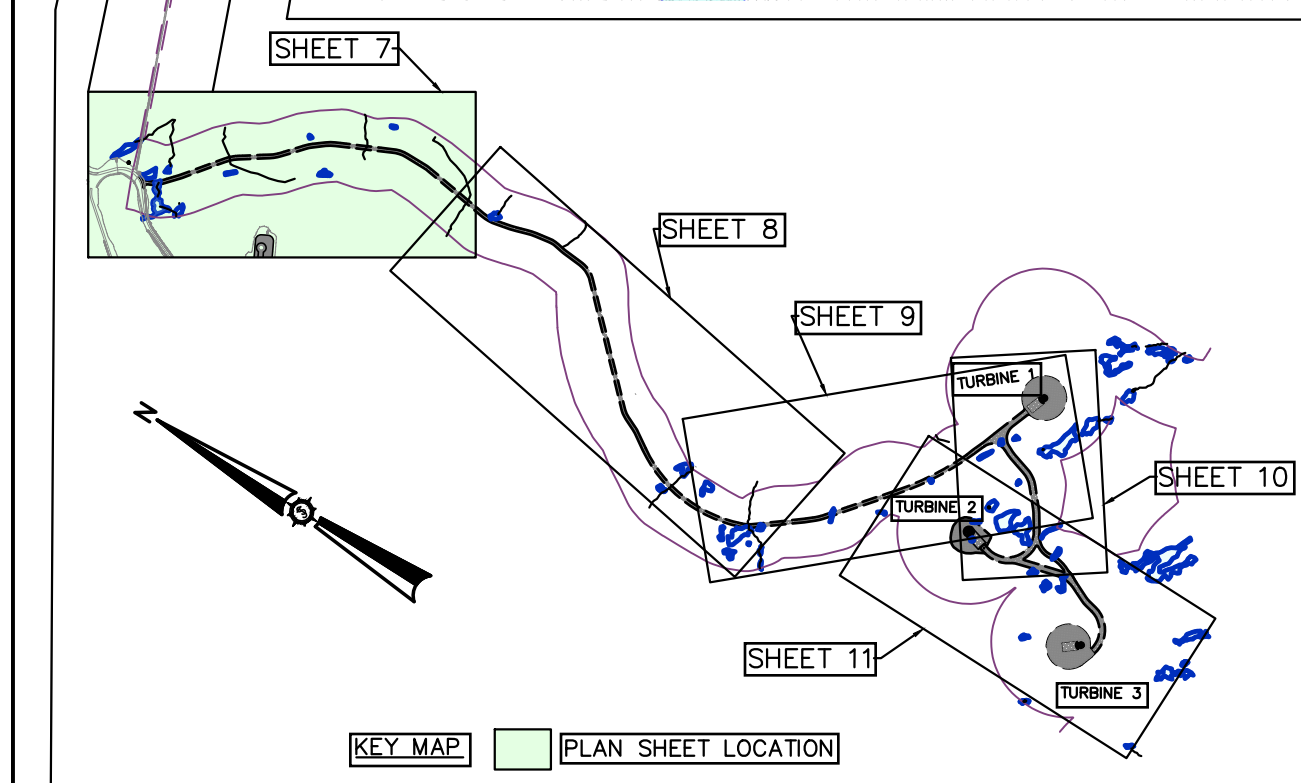 SHEET 7
SHEET 8
SHEET 9
TURBINE 1
N
SHEET 10
TURBINE 2
SHEET 11
TURBINE 3
KEY MAP
PLAN SHEET LOCATION